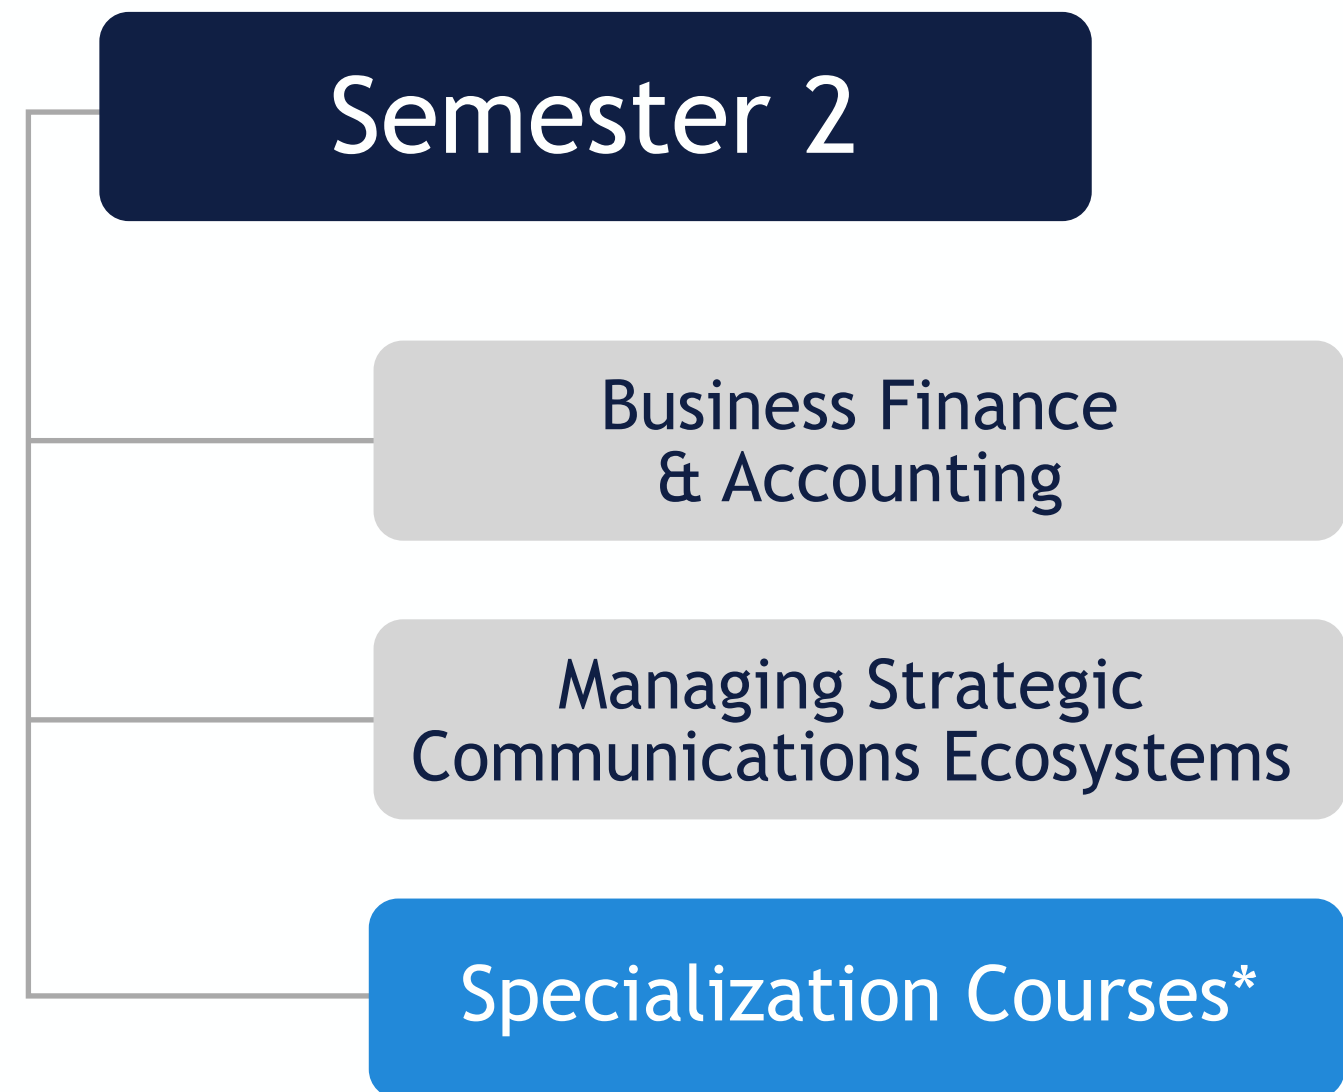 Semester 2
Business Finance
& Accounting
Managing Strategic
Communications Ecosystems
Specialization Courses*